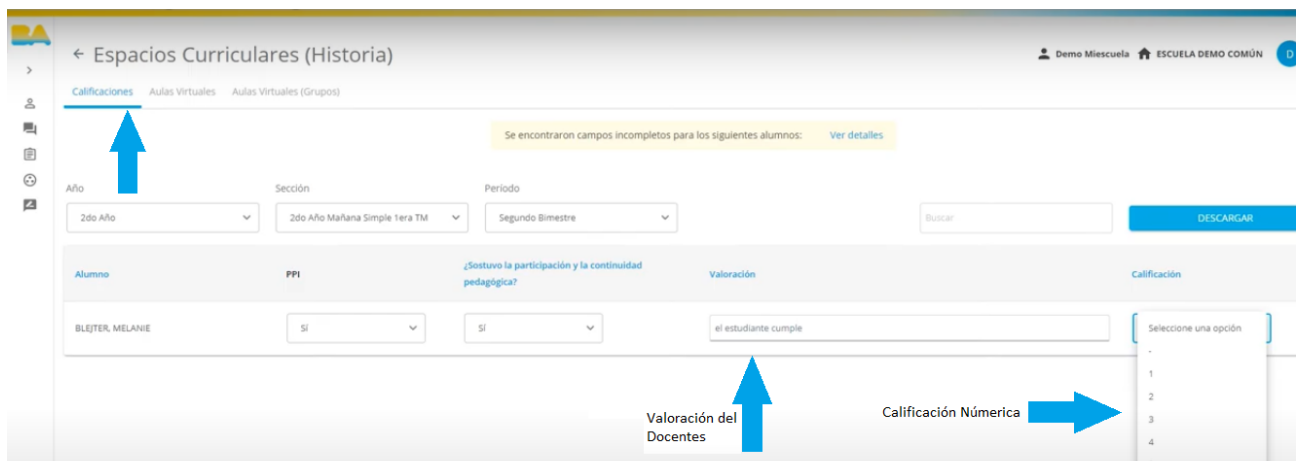 BA
← Espacios Curriculares (Historia)
Demo Miescuela ESCUELA DEMO COMÚN D
Calificaciones Aulas Virtuales Aulas Virtuales (Grupos)
Se encontraron campos incompletos para los siguientes alumnos: Ver detalles
Año Sección Período
2do Año 2do Año Mañana Simple 1era TM Segundo Bimestre Buscar DESCARGAR
Alumno PPI ¿Sostuvo la participación y la continuidad
pedagógica? Valoración Calificación
BLEJTER, MELANIE Sí Sí el estudiante cumple Seleccione una opción
-
1
2
3
4
Valoración del
Docentes
Calificación Númerica